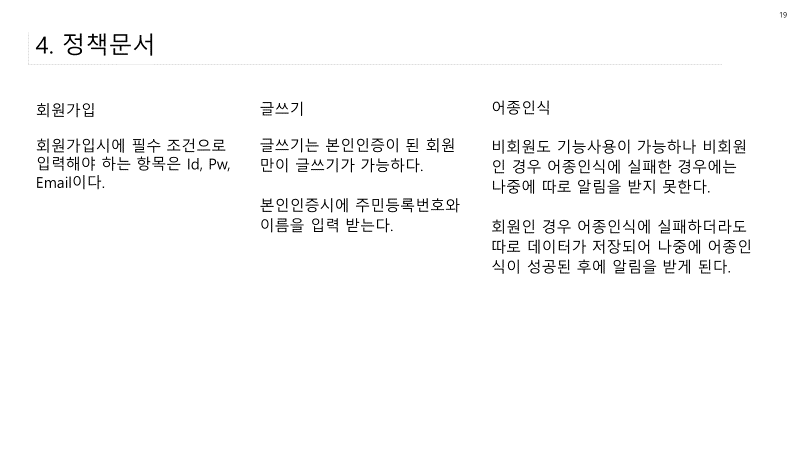 19
4. 정책문서
회원가입
회원가입시에 필수 조건으로
입력해야 하는 항목은 Id, Pw,
Email이다.
글쓰기
글쓰기는 본인인증이 된 회원
만이 글쓰기가 가능하다.
본인인증시에 주민등록번호와
이름을 입력 받는다.
어종인식
비회원도 기능사용이 가능하나 비회원
인 경우 어종인식에 실패한 경우에는
나중에 따로 알림을 받지 못한다.
회원인 경우 어종인식에 실패하더라도
따로 데이터가 저장되어 나중에 어종인
식이 성공된 후에 알림을 받게 된다.